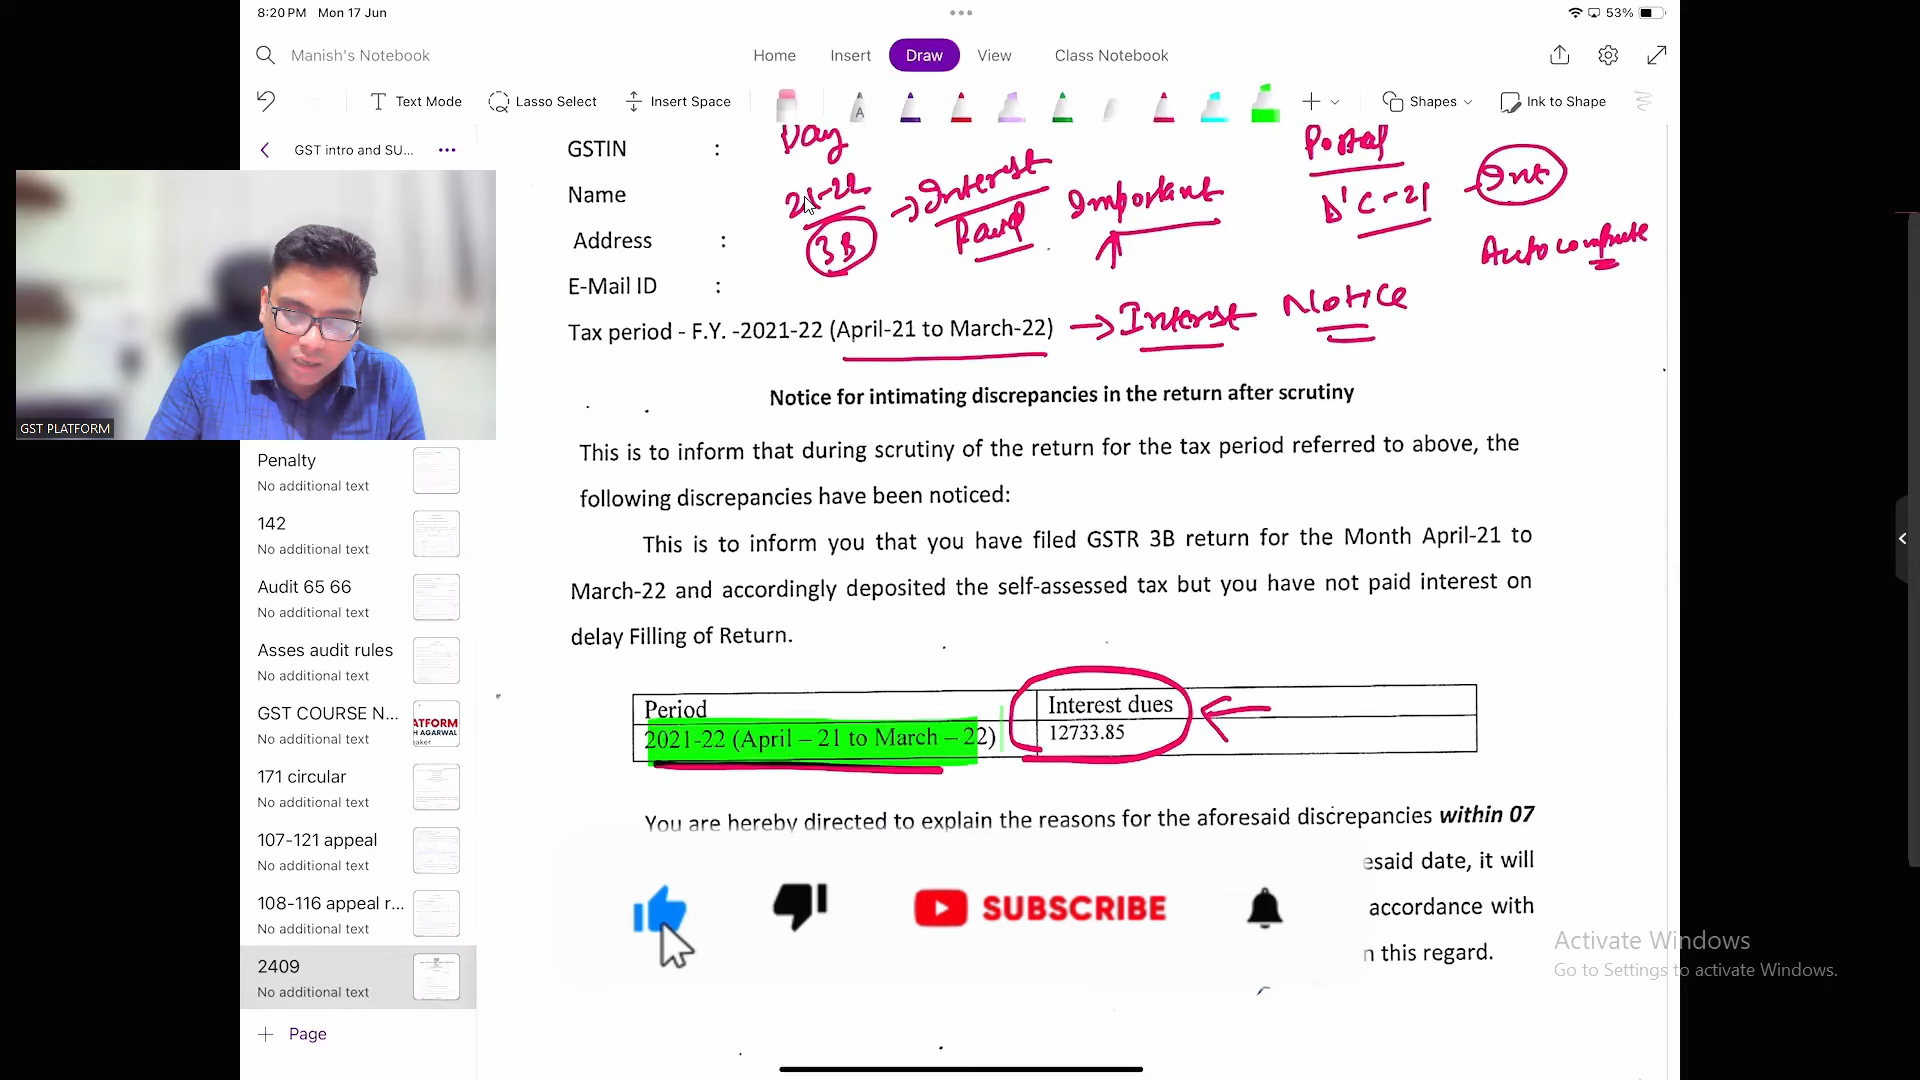 8:20 PM Mon 17 Jun
53%
Manish's Notebook
Home Insert Draw View Class Notebook
Text Mode Lasso Select Insert Space
Shapes Ink to Shape
GST intro and SU...
GST PLATFORM
Penalty
No additional text
142
No additional text
Audit 65 66
No additional text
Asses audit rules
No additional text
GST COURSE N...
No additional text
171 circular
No additional text
107-121 appeal
No additional text
108-116 appeal r...
No additional text
2409
No additional text
Page
GSTIN :
Name
Address :
E-Mail ID :
Day
21-22
3B
Interest
Paid
Important
Portal
D'C-21
Int
Auto compute
Tax period - F.Y. -2021-22 (April-21 to March-22)
Interest Notice
Notice for intimating discrepancies in the return after scrutiny
This is to inform that during scrutiny of the return for the tax period referred to above, the
following discrepancies have been noticed:
This is to inform you that you have filed GSTR 3B return for the Month April-21 to
March-22 and accordingly deposited the self-assessed tax but you have not paid interest on
delay Filling of Return.
Period Interest dues
2021-22 (April – 21 to March – 22) 12733.85
You are hereby directed to explain the reasons for the aforesaid discrepancies within 07
esaid date, it will
accordance with
n this regard.
SUBSCRIBE
Activate Windows
Go to Settings to activate Windows.